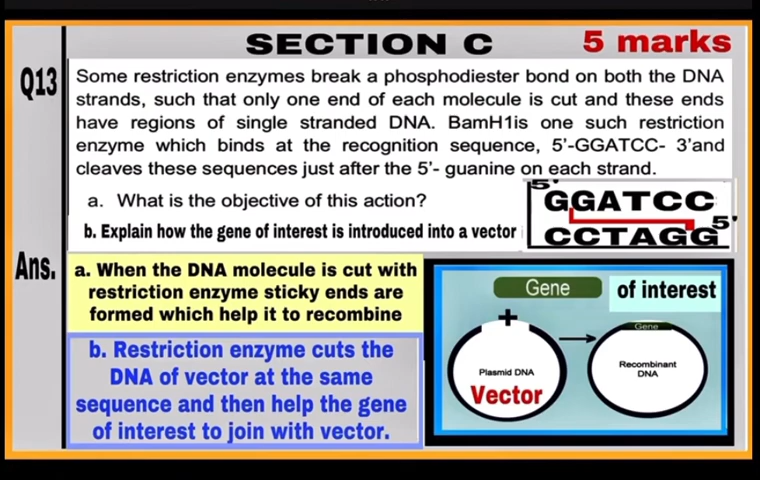 SECTION C 5 marks
Q13
Some restriction enzymes break a phosphodiester bond on both the DNA
strands, such that only one end of each molecule is cut and these ends
have regions of single stranded DNA. BamH1is one such restriction
enzyme which binds at the recognition sequence, 5’-GGATCC- 3’and
cleaves these sequences just after the 5’- guanine on each strand.
a. What is the objective of this action?
b. Explain how the gene of interest is introduced into a vector
5'
GGATCC
5'
CCTAGG
Ans.
a. When the DNA molecule is cut with
restriction enzyme sticky ends are
formed which help it to recombine
b. Restriction enzyme cuts the
DNA of vector at the same
sequence and then help the gene
of interest to join with vector.
Gene of interest
+
Gene
Plasmid DNA
Vector
Recombinant
DNA